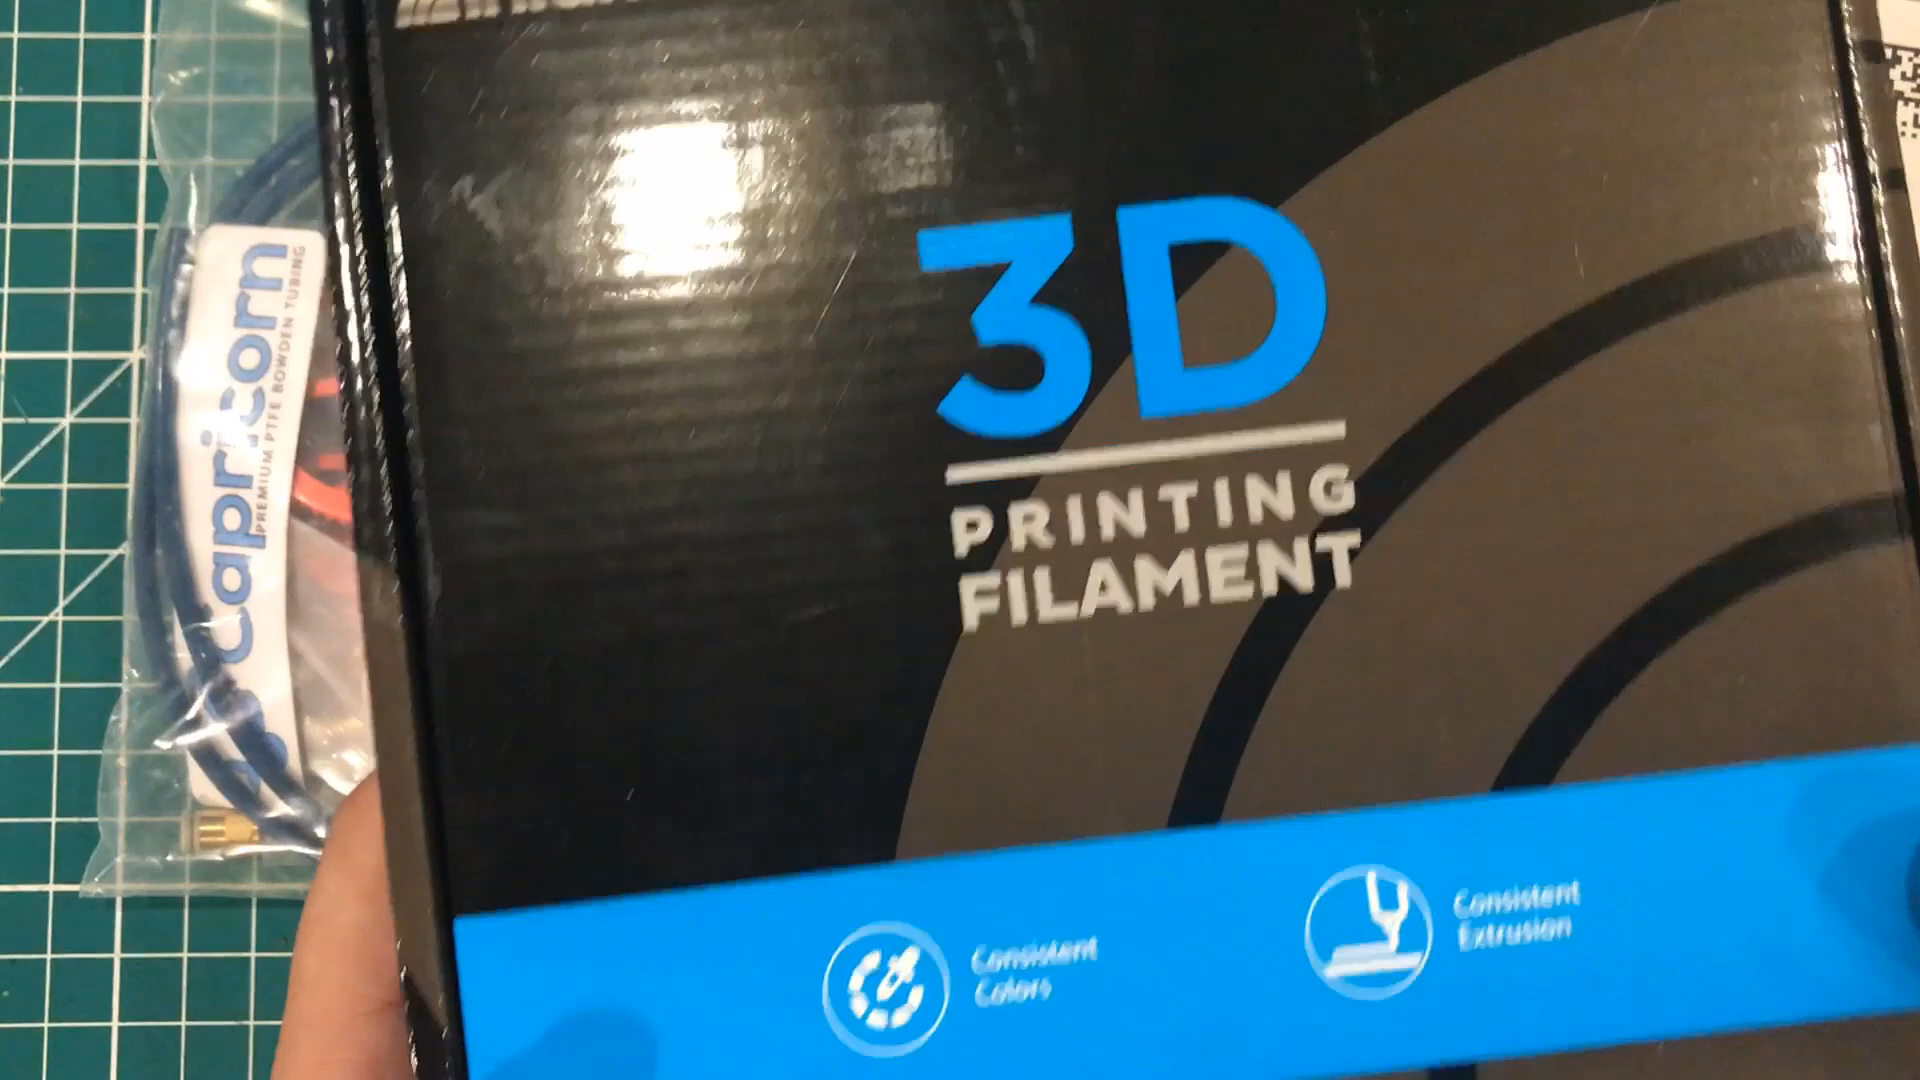 Capricorn
PREMIUM PTFE BOWDEN TUBING
3D
PRINTING
FILAMENT
Consistent
Colors
Consistent
Extrusion